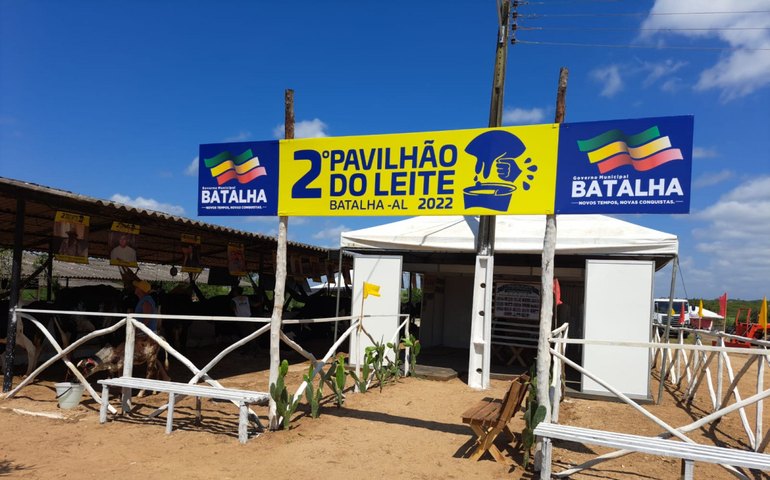 Governo Municipal
BATALHA
NOVOS TEMPOS, NOVAS CONQUISTAS.
2º PAVILHÃO
DO LEITE
BATALHA -AL 2022
Governo Municipal
BATALHA
NOVOS TEMPOS, NOVAS CONQUISTAS.